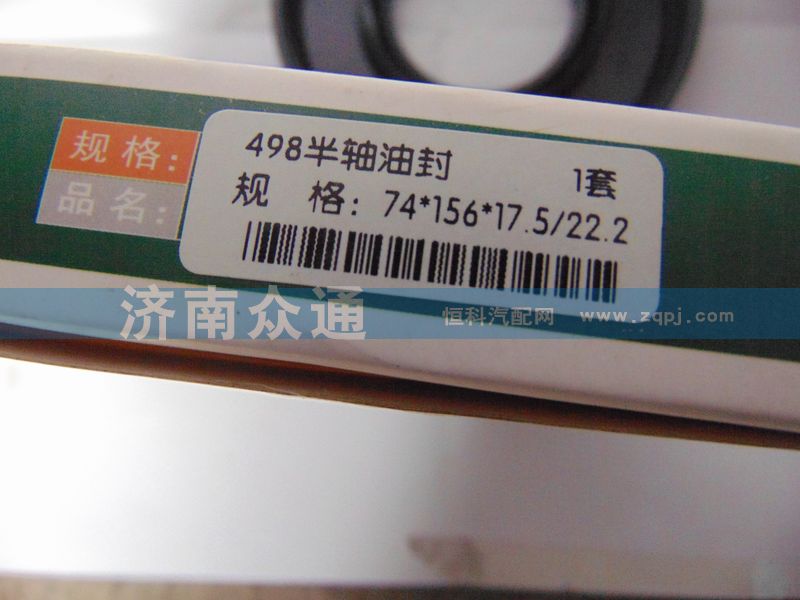 规格:
品名:
498半轴油封 1套
规 格: 74*156*17.5/22.2
济南众通 恒科汽配网 www.zqpj.com